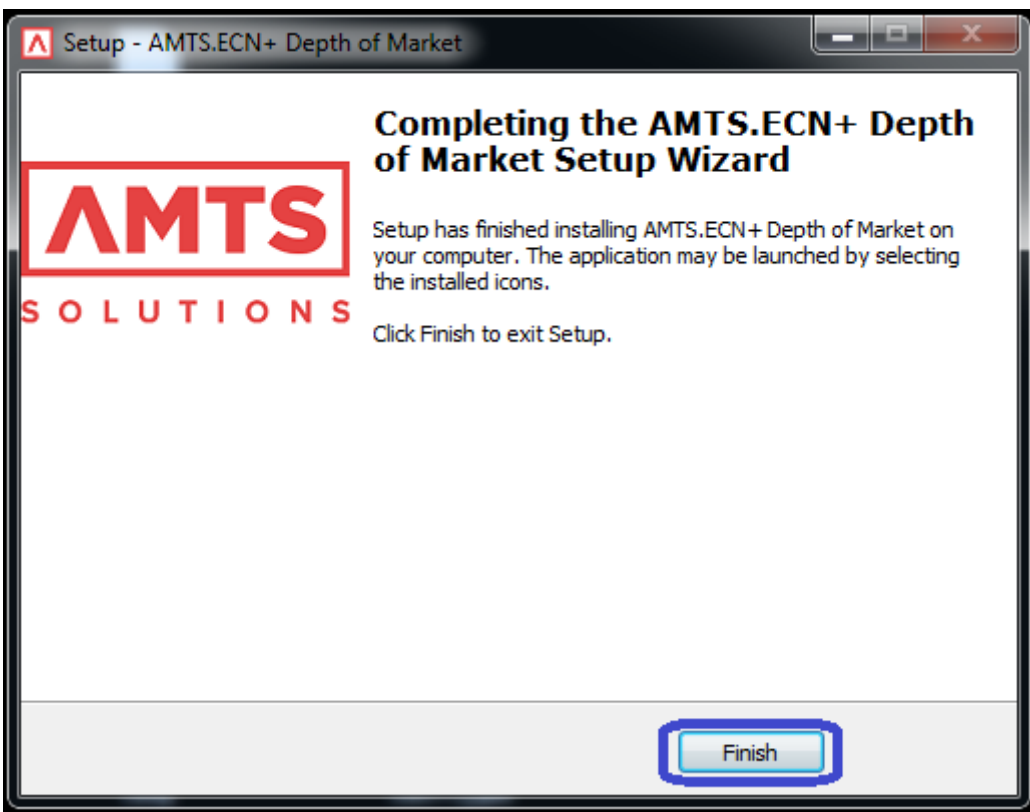 Setup - AMTS.ECN+ Depth of Market
Completing the AMTS.ECN+ Depth
of Market Setup Wizard
AMTS
SOLUTIONS
Setup has finished installing AMTS.ECN+ Depth of Market on
your computer. The application may be launched by selecting
the installed icons.
Click Finish to exit Setup.
Finish